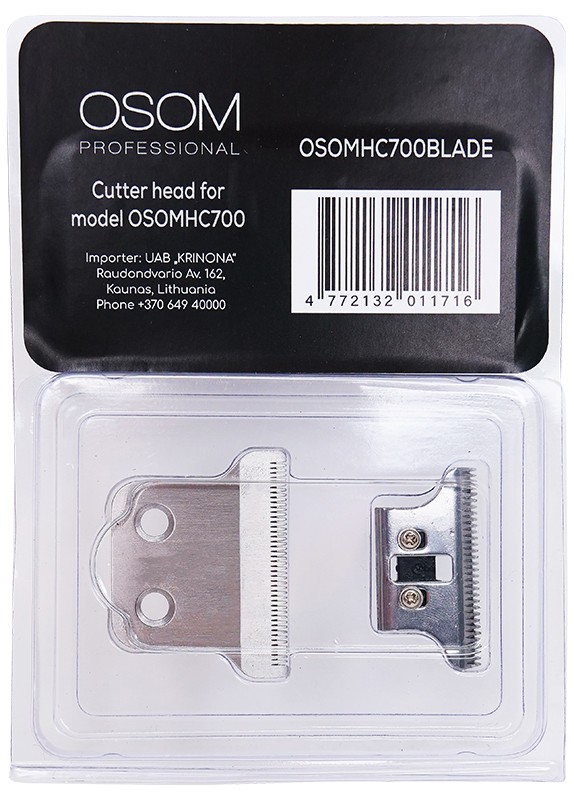 OSOM
PROFESSIONAL
Cutter head for
model OSOMHC700
Importer: UAB „KRINONA“
Raudondvario Av. 162,
Kaunas, Lithuania
Phone +370 649 40000
OSOMHC700BLADE
4 772132 011716